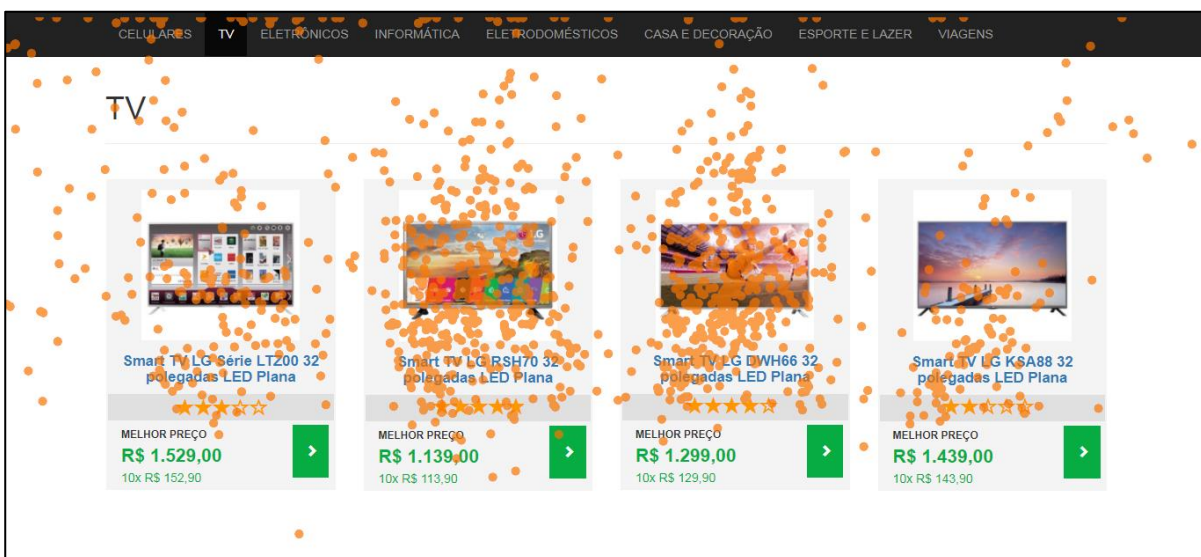 CELULARES TV ELETRÔNICOS INFORMÁTICA ELETRODOMÉSTICOS CASA E DECORAÇÃO ESPORTE E LAZER VIAGENS
TV
LG
Smart TV LG Série LTZ00 32
polegadas LED Plana
MELHOR PREÇO
R$ 1.529,00
10x R$ 152,90
Smart TV LG RSH70 32
polegadas LED Plana
MELHOR PREÇO
R$ 1.139,00
10x R$ 113,90
Smart TV LG DWH66 32
polegadas LED Plana
MELHOR PREÇO
R$ 1.299,00
10x R$ 129,90
Smart TV LG KSA88 32
polegadas LED Plana
MELHOR PREÇO
R$ 1.439,00
10x R$ 143,90